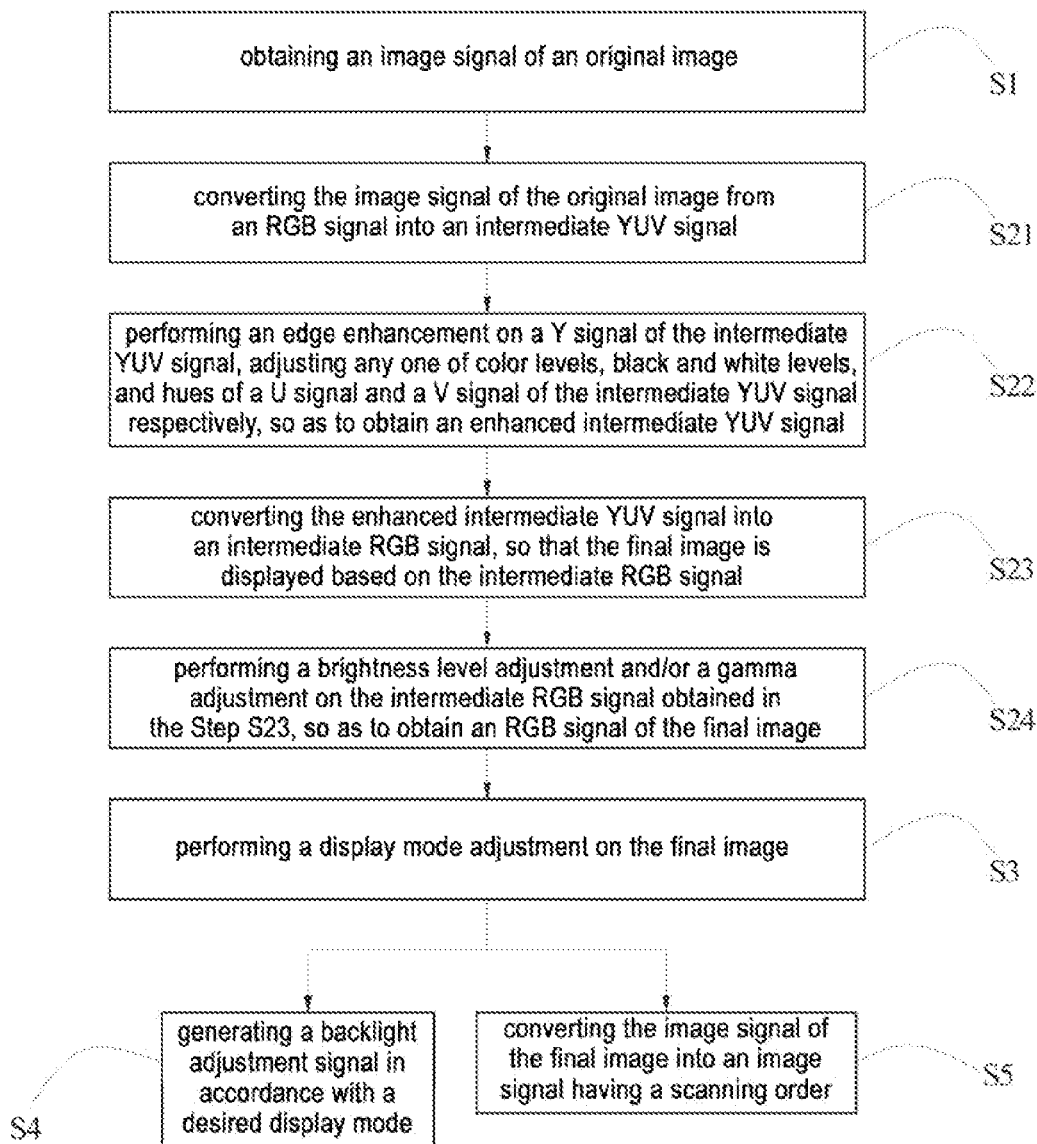 obtaining an image signal of an original image
S1
converting the image signal of the original image from
an RGB signal into an intermediate YUV signal
S21
performing an edge enhancement on a Y signal of the intermediate
YUV signal, adjusting any one of color levels, black and white levels,
and hues of a U signal and a V signal of the intermediate YUV signal
respectively, so as to obtain an enhanced intermediate YUV signal
S22
converting the enhanced intermediate YUV signal into
an intermediate RGB signal, so that the final image is
displayed based on the intermediate RGB signal
S23
performing a brightness level adjustment and/or a gamma
adjustment on the intermediate RGB signal obtained in
the Step S23, so as to obtain an RGB signal of the final image
S24
performing a display mode adjustment on the final image
S3
generating a backlight
adjustment signal in
accordance with a
desired display mode
S4
converting the image signal of
the final image into an image
signal having a scanning order
S5